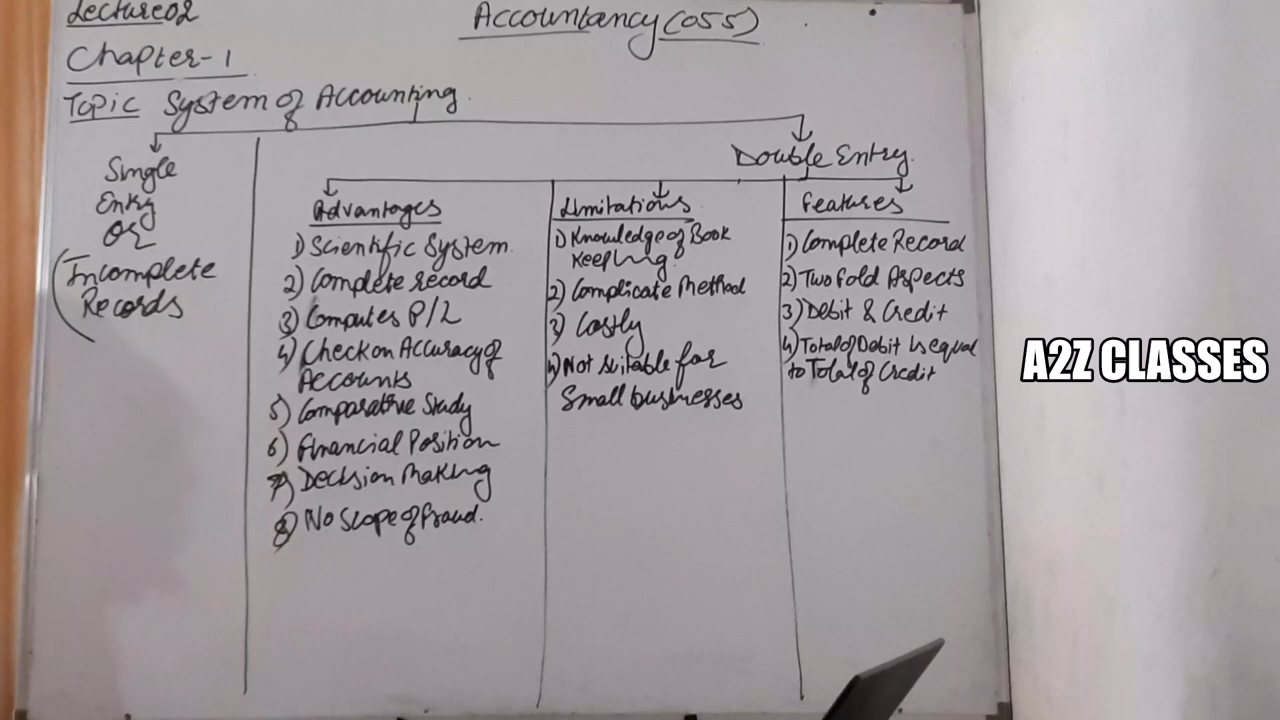 Lecture 02
Accountancy (055)
Chapter-1
Topic System of Accounting
Single
Entry
Or
(Incomplete
Records
Double Entry
Advantages
1) Scientific System.
2) Complete record
3) Computes P/L
4) Check on Accuracy of
Accounts
5) Comparative Study
6) Financial Position
7) Decision Making
8) No Scope of Fraud.
Limitations
1) Knowledge of Book
Keeping.
2) Complicate Method
3) Costly
4) Not suitable for
Small businesses
Features
1) Complete Record
2) Two fold Aspects
3) Debit & Credit
4) Total of Debit is equal
to Total of Credit
A2Z CLASSES